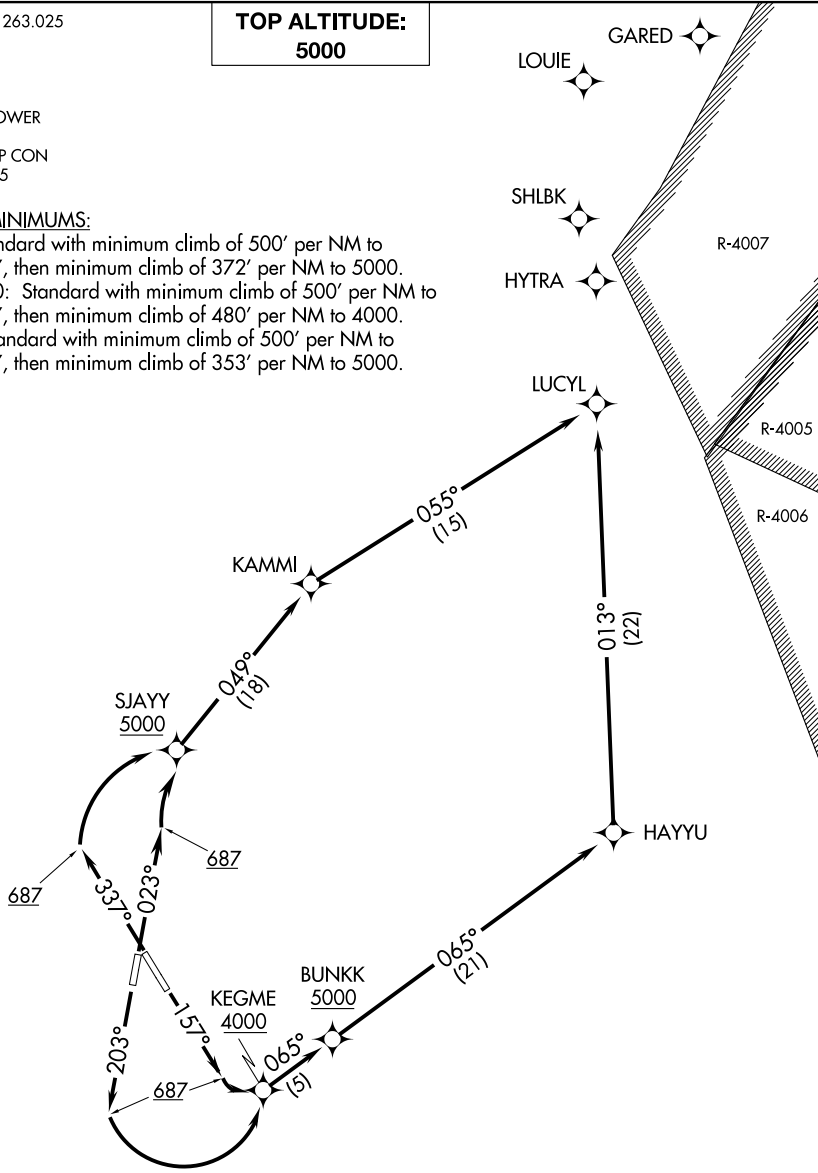 263.025
TOP ALTITUDE:
5000
GARED
LOUIE
OWER
P CON
5
SHLBK
MINIMUMS:
ndard with minimum climb of 500' per NM to
', then minimum climb of 372' per NM to 5000.
0: Standard with minimum climb of 500' per NM to
', then minimum climb of 480' per NM to 4000.
andard with minimum climb of 500' per NM to
', then minimum climb of 353' per NM to 5000.
R-4007
HYTRA
LUCYL
R-4005
R-4006
055°
(15)
KAMMI
013°
(22)
049°
(18)
SJAYY
5000
HAYYU
687
687
337°
023°
065°
(21)
BUNKK
5000
KEGME
4000
157°
203°
065°
(5)
687